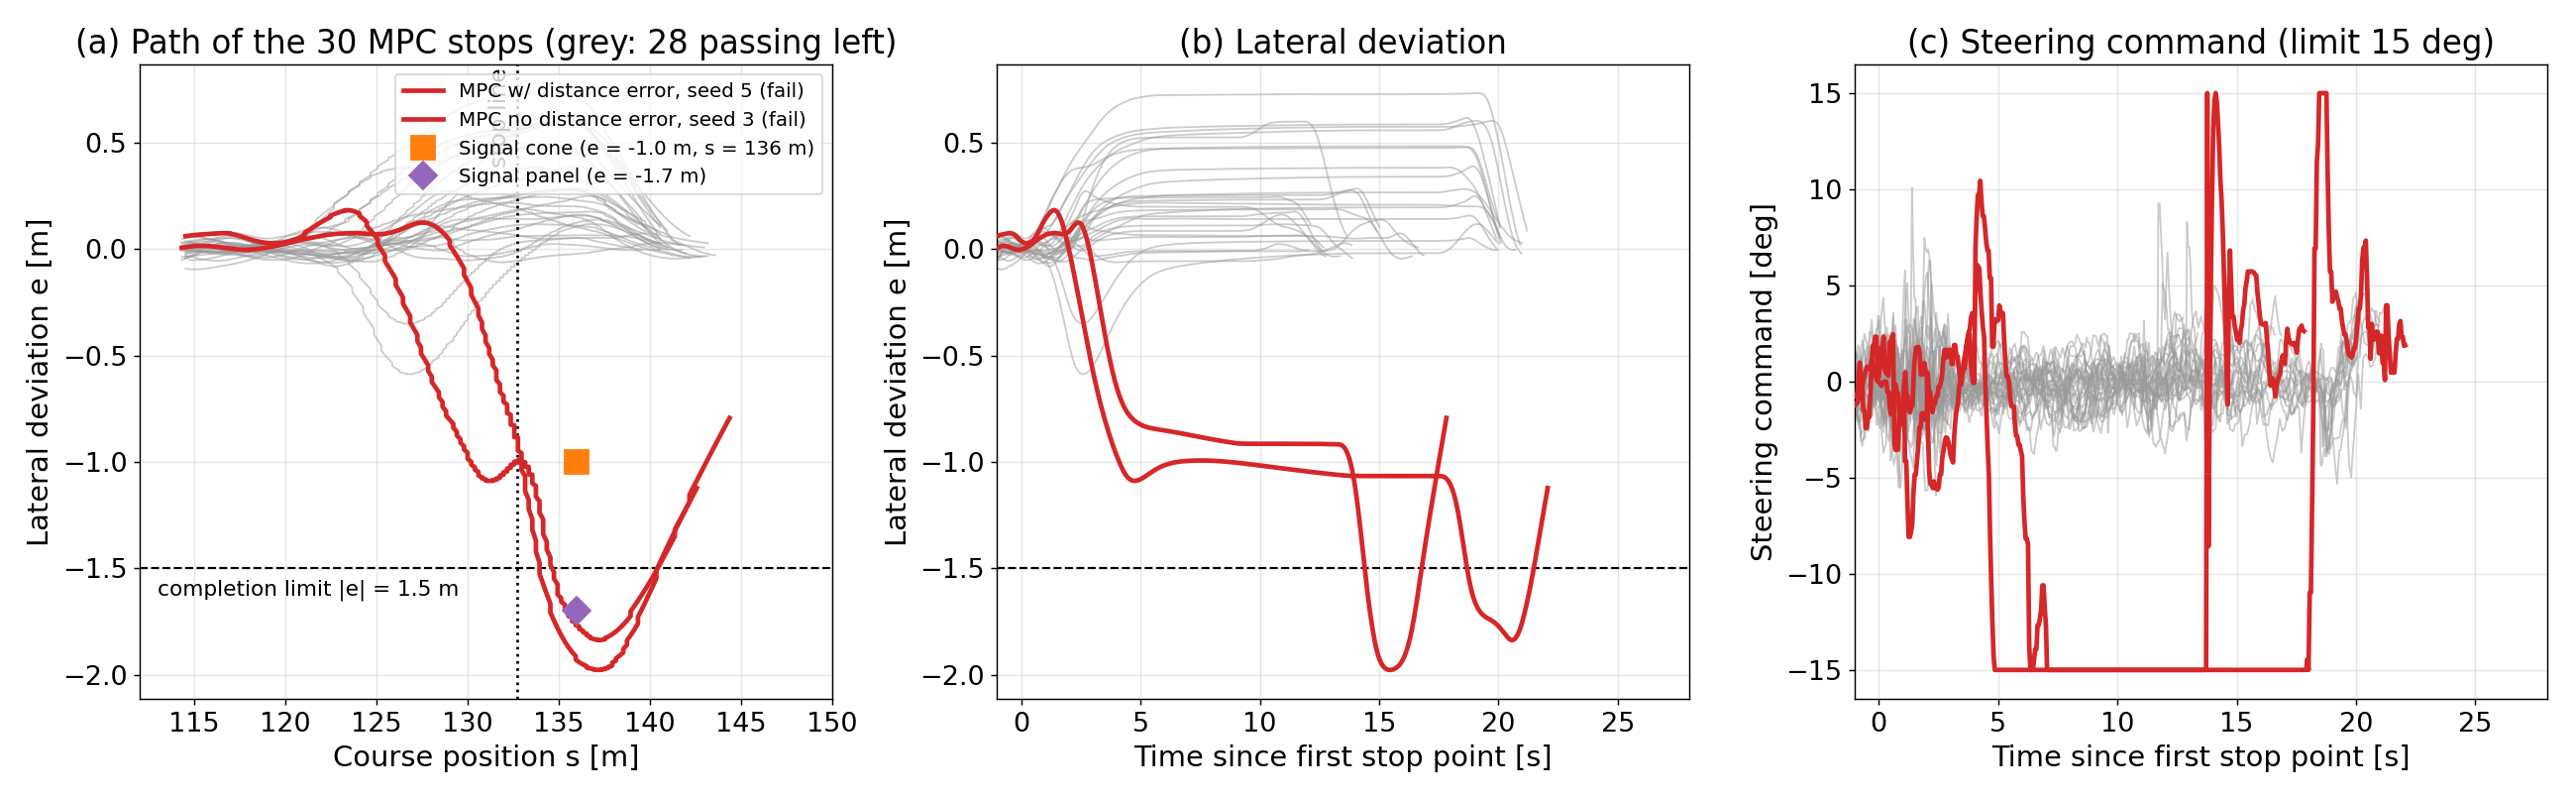 (a) Path of the 30 MPC stops (grey: 28 passing left)
MPC w/ distance error, seed 5 (fail)
MPC no distance error, seed 3 (fail)
Signal cone (e = -1.0 m, s = 136 m)
Signal panel (e = -1.7 m)
stop line
completion limit |e| = 1.5 m
Lateral deviation e [m]
0.5
0.0
−0.5
−1.0
−1.5
−2.0
115 120 125 130 135 140 145 150
Course position s [m]
(b) Lateral deviation
Lateral deviation e [m]
0.5
0.0
−0.5
−1.0
−1.5
−2.0
0 5 10 15 20 25
Time since first stop point [s]
(c) Steering command (limit 15 deg)
Steering command [deg]
15
10
5
0
−5
−10
−15
0 5 10 15 20 25
Time since first stop point [s]